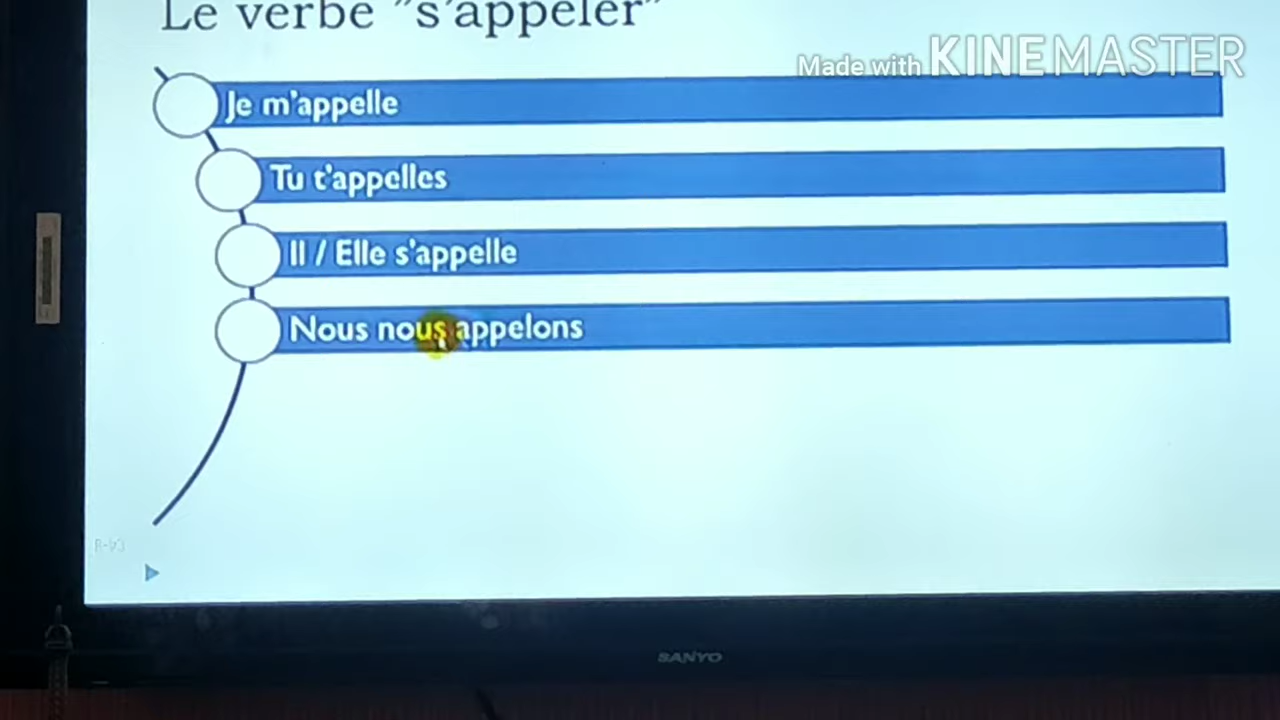 Le verbe "s'appeler"
Made with KINEMASTER
Je m'appelle
Tu t'appelles
Il / Elle s'appelle
Nous nous appelons
SANYO